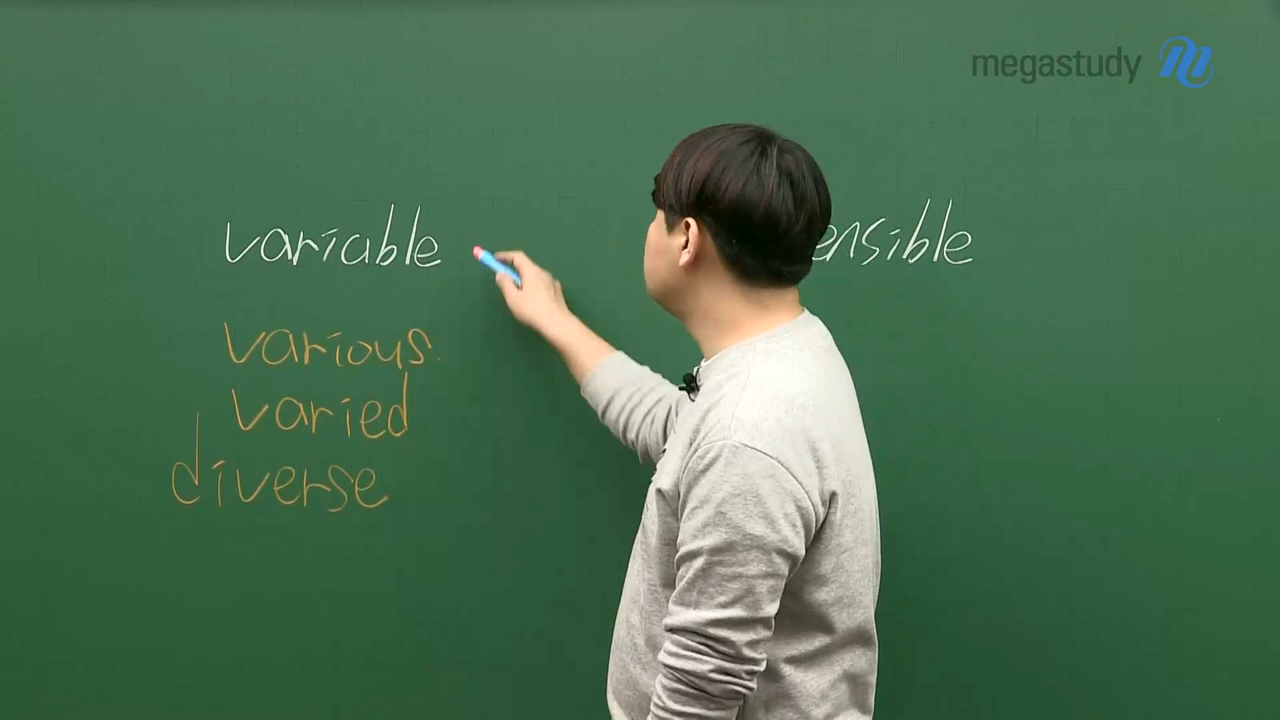 megastudy
variable
various
varied
diverse